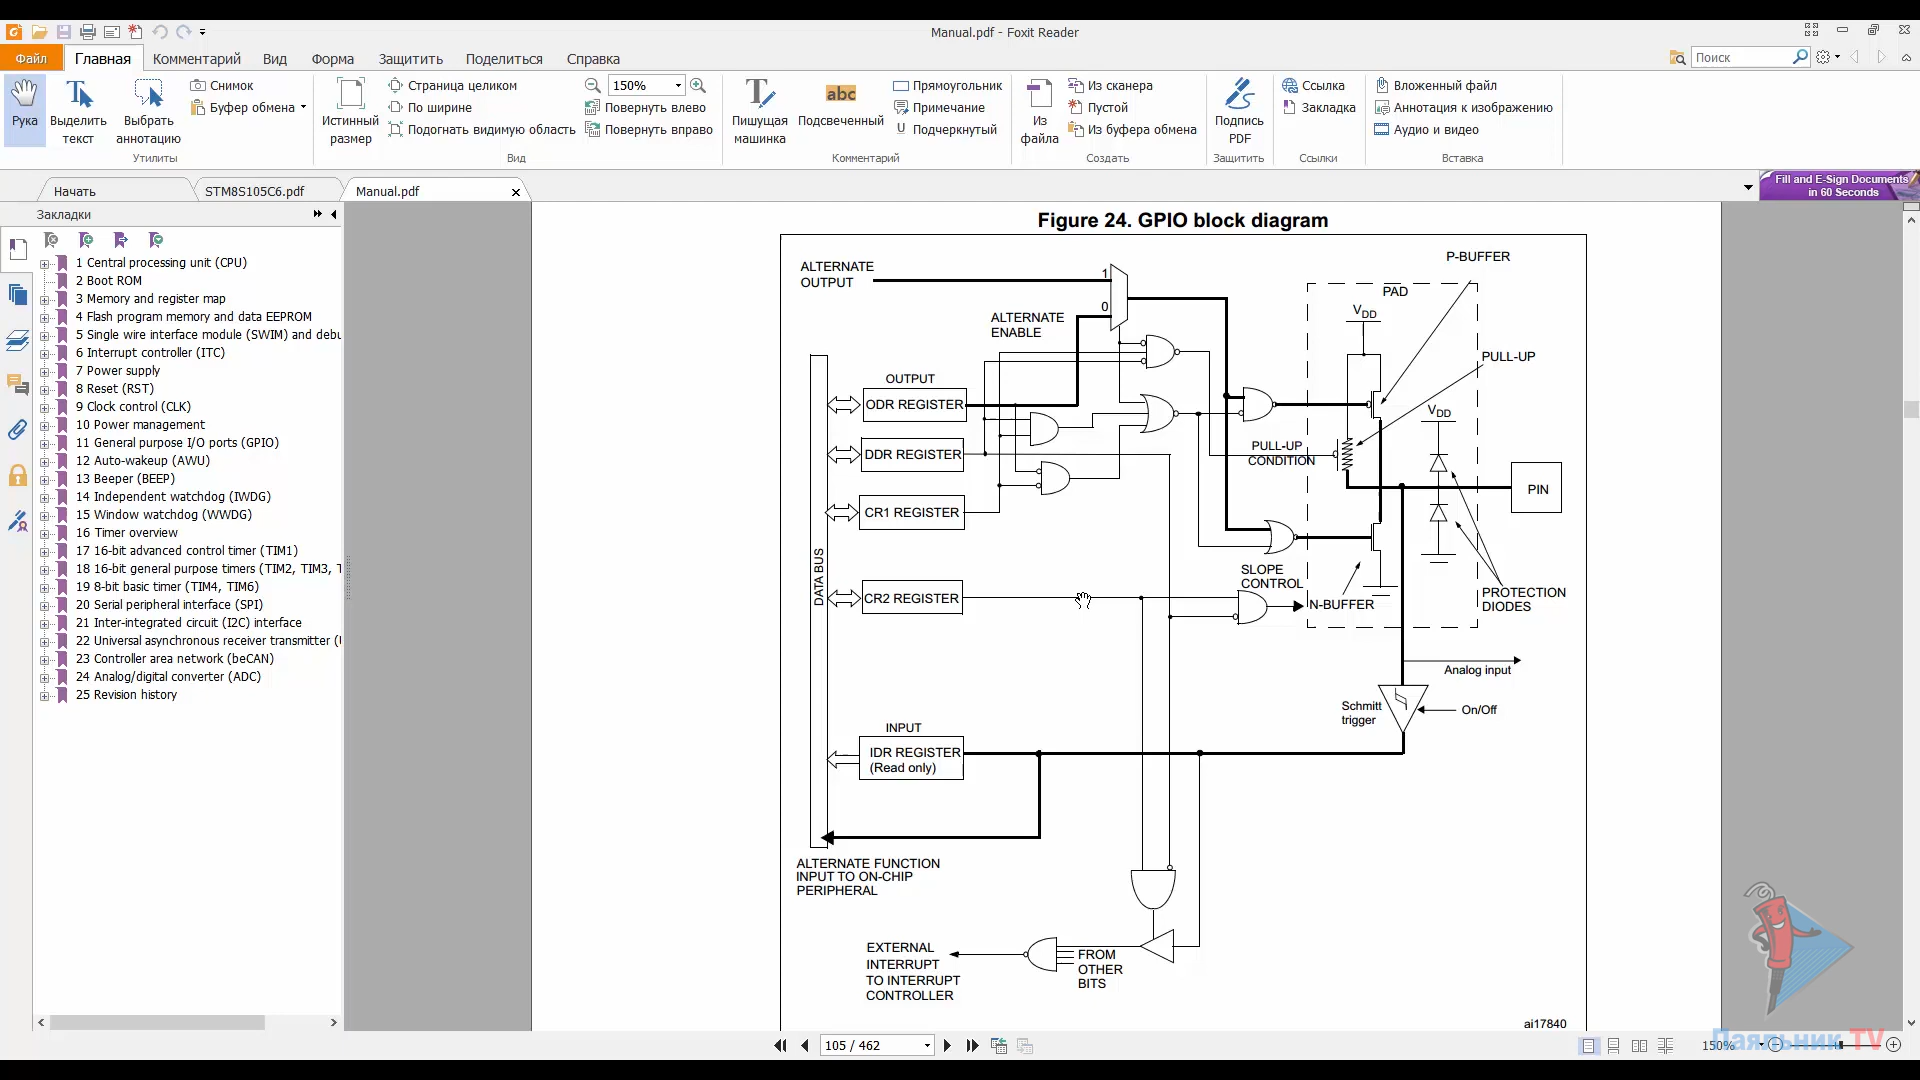 Manual.pdf - Foxit Reader
Файл
Главная
Комментарий
Вид
Форма
Защитить
Поделиться
Справка
Поиск
Рука
Выделить
текст
Выбрать
аннотацию
Снимок
Буфер обмена
Утилиты
Истинный
размер
Страница целиком
По ширине
Подогнать видимую область
150%
Повернуть влево
Повернуть вправо
Вид
Пишущая
машинка
abc
Подсвеченный
Прямоугольник
Примечание
Подчеркнутый
Комментарий
Из
файла
Из сканера
Пустой
Из буфера обмена
Создать
Подпись
PDF
Защитить
Ссылка
Закладка
Ссылки
Вложенный файл
Аннотация к изображению
Аудио и видео
Вставка
Начать
STM8S105C6.pdf
Manual.pdf
Fill and E-Sign Documents
in 60 Seconds
Закладки
1 Central processing unit (CPU)
2 Boot ROM
3 Memory and register map
4 Flash program memory and data EEPROM
5 Single wire interface module (SWIM) and debu
6 Interrupt controller (ITC)
7 Power supply
8 Reset (RST)
9 Clock control (CLK)
10 Power management
11 General purpose I/O ports (GPIO)
12 Auto-wakeup (AWU)
13 Beeper (BEEP)
14 Independent watchdog (IWDG)
15 Window watchdog (WWDG)
16 Timer overview
17 16-bit advanced control timer (TIM1)
18 16-bit general purpose timers (TIM2, TIM3, T
19 8-bit basic timer (TIM4, TIM6)
20 Serial peripheral interface (SPI)
21 Inter-integrated circuit (I2C) interface
22 Universal asynchronous receiver transmitter (
23 Controller area network (beCAN)
24 Analog/digital converter (ADC)
25 Revision history
Figure 24. GPIO block diagram
P-BUFFER
ALTERNATE
OUTPUT
1
0
PAD
VDD
ALTERNATE
ENABLE
PULL-UP
OUTPUT
ODR REGISTER
VDD
DDR REGISTER
PULL-UP
CONDITION
PIN
CR1 REGISTER
DATA BUS
SLOPE
CONTROL
CR2 REGISTER
N-BUFFER
PROTECTION
DIODES
Analog input
Schmitt
trigger
On/Off
INPUT
IDR REGISTER
(Read only)
ALTERNATE FUNCTION
INPUT TO ON-CHIP
PERIPHERAL
EXTERNAL
INTERRUPT
TO INTERRUPT
CONTROLLER
FROM
OTHER
BITS
ai17840
105 / 462
150%
Паяльник TV